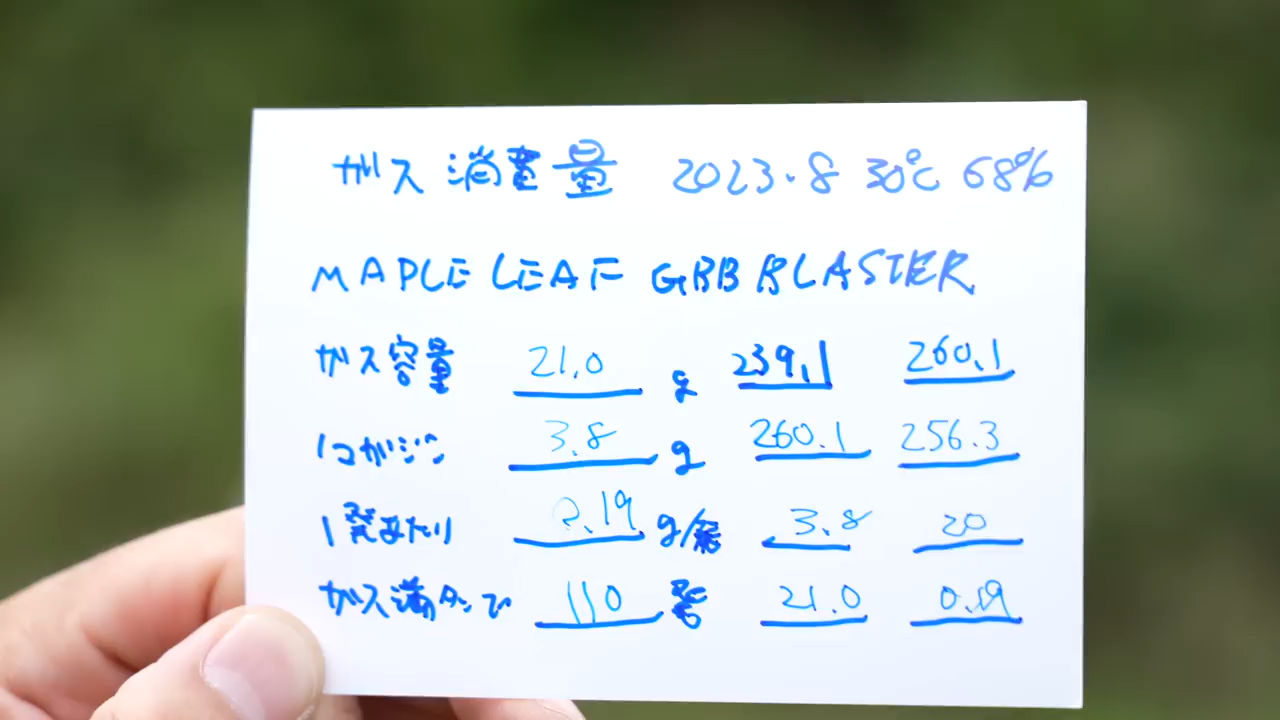 ガス消費量 2023.8 30℃ 68%
MAPLE LEAF GBB BLASTER
ガス容量 21.0 g 239.1 260.1
1マガジン 3.8 g 260.1 256.3
1発あたり 0.19 g/発 3.8 20
ガス満タンで 110 発 21.0 0.19